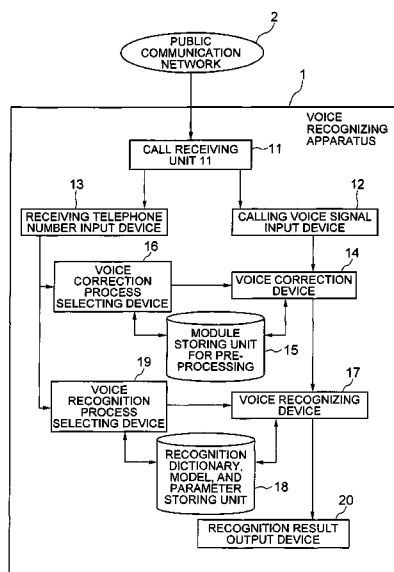 2
PUBLIC
COMMUNICATION
NETWORK
1
VOICE
RECOGNIZING
APPARATUS
CALL RECEIVING
UNIT 11
11
13
12
RECEIVING TELEPHONE
NUMBER INPUT DEVICE
CALLING VOICE SIGNAL
INPUT DEVICE
16
14
VOICE
CORRECTION
PROCESS
SELECTING DEVICE
VOICE CORRECTION
DEVICE
MODULE
STORING UNIT
FOR PRE-
PROCESSING
15
19
17
VOICE
RECOGNITION
PROCESS
SELECTING DEVICE
VOICE RECOGNIZING
DEVICE
RECOGNITION
DICTIONARY,
MODEL, AND
PARAMETER
STORING UNIT
18
20
RECOGNITION RESULT
OUTPUT DEVICE